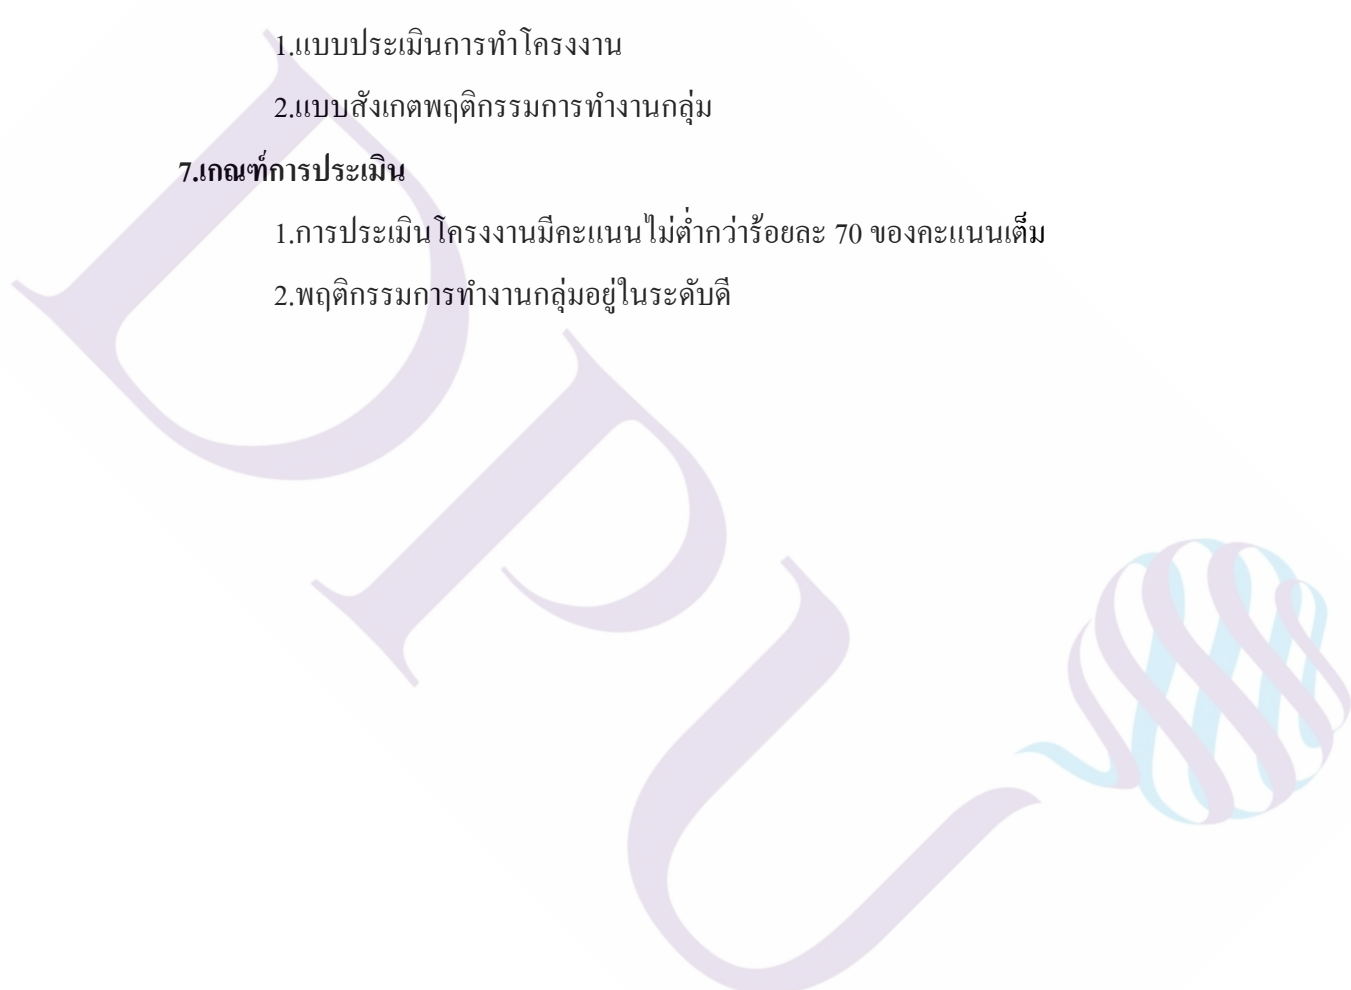 1.แบบประเมินการทำโครงงาน
2.แบบสังเกตพฤติกรรมการทำงานกลุ่ม
7.เกณฑ์การประเมิน
1.การประเมินโครงงานมีคะแนนไม่ต่ำกว่าร้อยละ 70 ของคะแนนเต็ม
2.พฤติกรรมการทำงานกลุ่มอยู่ในระดับดี
DPU